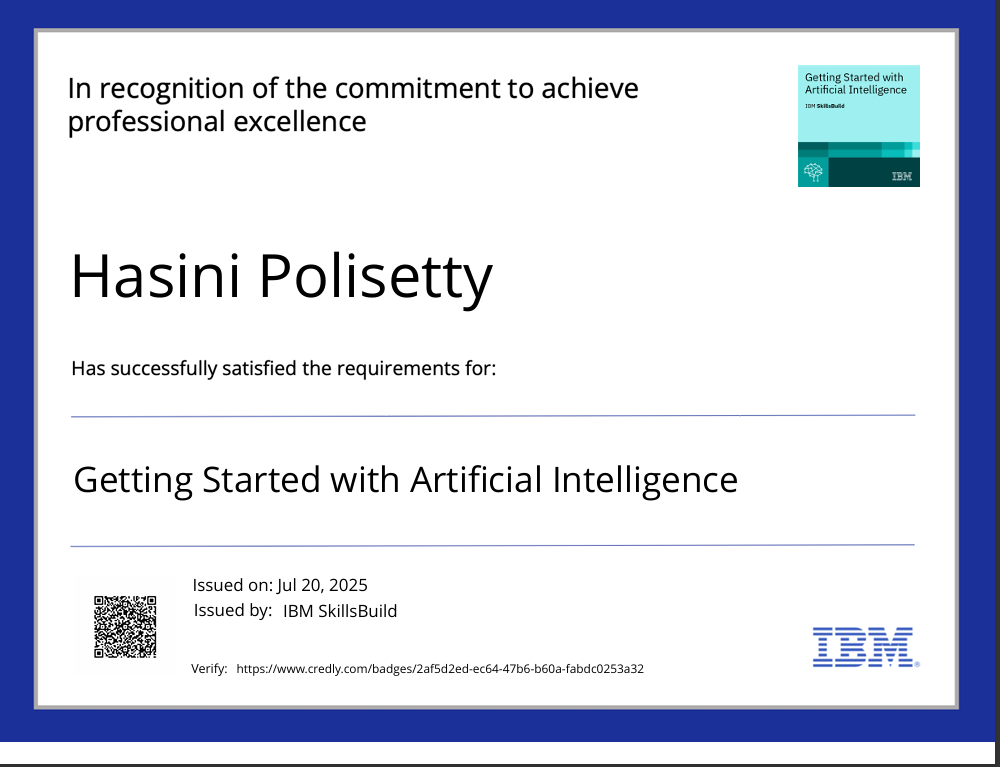 In recognition of the commitment to achieve
professional excellence
Getting Started with
Artificial Intelligence
IBM SkillsBuild
IBM
Hasini Polisetty
Has successfully satisfied the requirements for:
Getting Started with Artificial Intelligence
Issued on: Jul 20, 2025
Issued by: IBM SkillsBuild
Verify: https://www.credly.com/badges/2af5d2ed-ec64-47b6-b60a-fabdc0253a32
IBM®